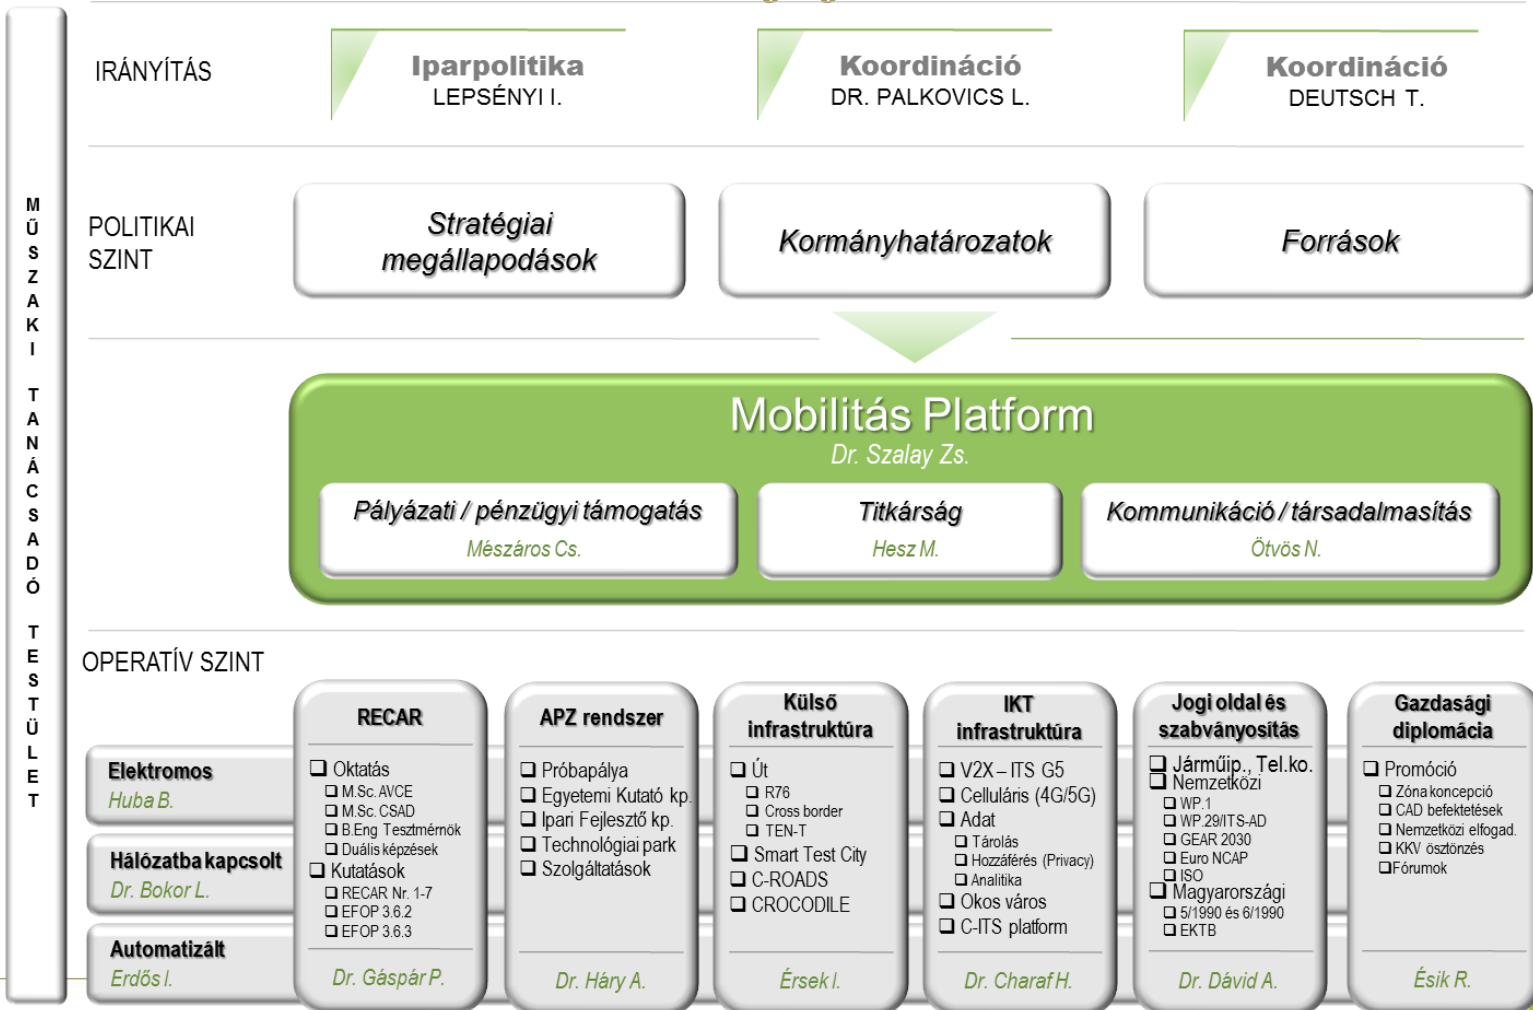 MŰSZAKI TANÁCSADÓ TESTÜLET
IRÁNYÍTÁS
Iparpolitika
LEPSÉNYI I.
Koordináció
DR. PALKOVICS L.
Koordináció
DEUTSCH T.
POLITIKAI
SZINT
Stratégiai
megállapodások
Kormányhatározatok
Források
Mobilitás Platform
Dr. Szalay Zs.
Pályázati / pénzügyi támogatás
Mészáros Cs.
Titkárság
Hesz M.
Kommunikáció / társadalmasítás
Ötvös N.
OPERATÍV SZINT
Elektromos
Huba B.
Hálózatba kapcsolt
Dr. Bokor L.
Automatizált
Erdős I.
RECAR
Oktatás
M.Sc. AVCE
M.Sc. CSAD
B.Eng Tesztmérnök
Duális képzések
Kutatások
RECAR Nr. 1-7
EFOP 3.6.2
EFOP 3.6.3
Dr. Gáspár P.
APZ rendszer
Próbapálya
Egyetemi Kutató kp.
Ipari Fejlesztő kp.
Technológiai park
Szolgáltatások
Dr. Háry A.
Külső
infrastruktúra
Út
R76
Cross border
TEN-T
Smart Test City
C-ROADS
CROCODILE
Érsek I.
IKT
infrastruktúra
V2X – ITS G5
Celluláris (4G/5G)
Adat
Tárolás
Hozzáférés (Privacy)
Analitika
Okos város
C-ITS platform
Dr. Charaf H.
Jogi oldal és
szabványosítás
Járműip., Tel.ko.
Nemzetközi
WP.1
WP.29/ITS-AD
GEAR 2030
Euro NCAP
ISO
Magyarországi
5/1990 és 6/1990
EKTB
Dr. Dávid A.
Gazdasági
diplomácia
Promóció
Zóna koncepció
CAD befektetések
Nemzetközi elfogad.
KKV ösztönzés
Fórumok
Ésik R.